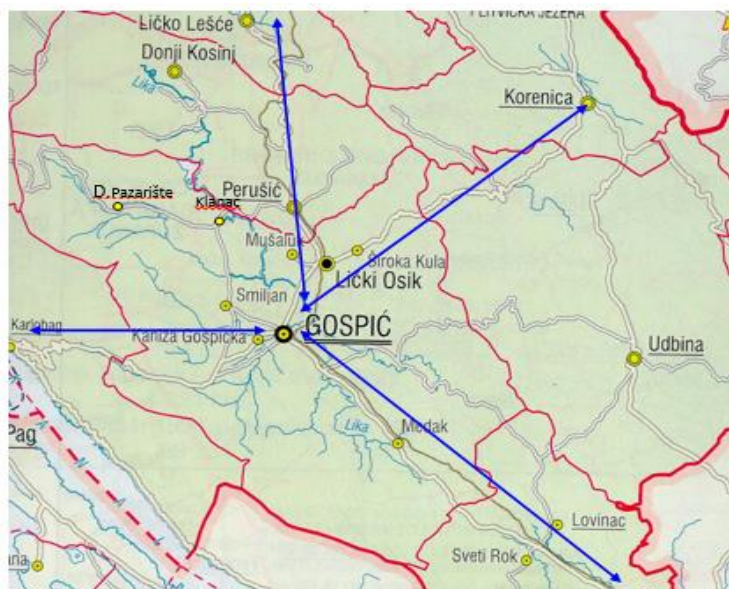 Ličko Lešće
PLITVIČKA JEZERA
Donji Kosinj
Lika
Korenica
D. Pazarište
Klanac
Perušić
Mušaluk
Široka Kula
Lički Osik
Smiljan
Karlobag
GOSPIĆ
Kaniža Gospićka
Udbina
Lika
Medak
Pag
K A N A L
Lovinac
Sveti Rok
ana